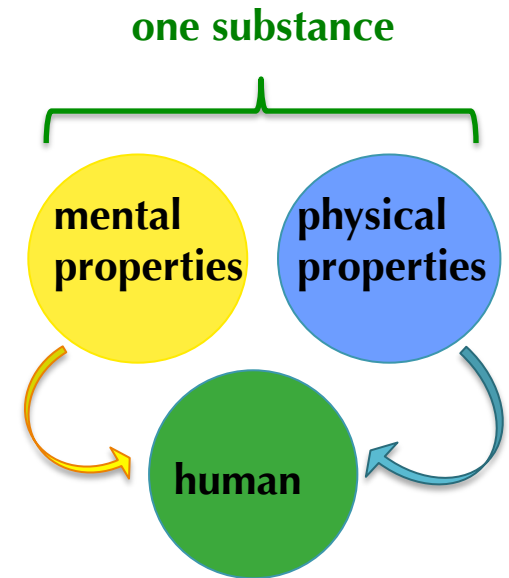 one substance
mental
properties
physical
properties
human